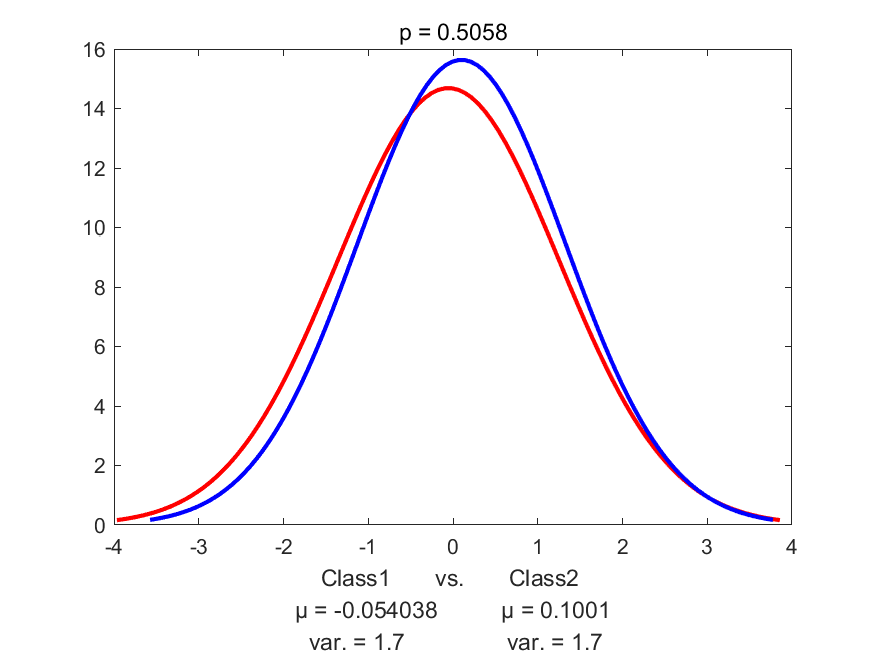 p = 0.5058
16
14
12
10
8
6
4
2
0
-4 -3 -2 -1 0 1 2 3 4
Class1 vs. Class2
μ = -0.054038 μ = 0.1001
var. = 1.7 var. = 1.7